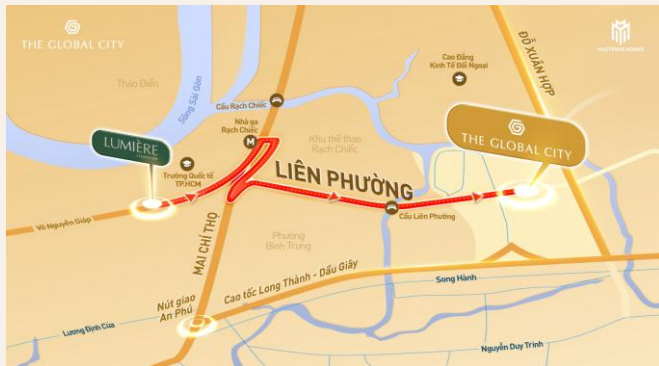 THE GLOBAL CITY
MASTERISE HOMES
ĐỖ XUÂN HỢP
Cao Đẳng
Kinh Tế Đối Ngoại
Thảo Điền
Sông Sài Gòn
Cầu Rạch Chiếc
Nhà ga
Rạch Chiếc
M
Khu thể thao
Rạch Chiếc
LUMIÈRE
THE GLOBAL CITY
Trường Quốc tế
TP.HCM
LIÊN PHƯỜNG
Cầu Liên Phường
Võ Nguyên Giáp
MAI CHÍ THỌ
Phường
Bình Trưng
Nút giao
An Phú
Cao tốc Long Thành - Dầu Giây
Song Hành
Lương Định Của
Nguyễn Duy Trinh